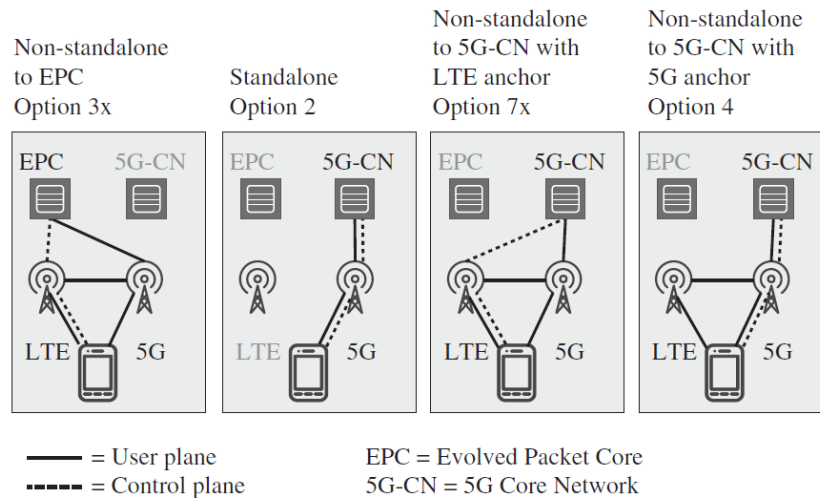 Non-standalone
to EPC
Option 3x
Standalone
Option 2
Non-standalone
to 5G-CN with
LTE anchor
Option 7x
Non-standalone
to 5G-CN with
5G anchor
Option 4
EPC 5G-CN
LTE 5G
EPC 5G-CN
LTE 5G
EPC 5G-CN
LTE 5G
EPC 5G-CN
LTE 5G
= User plane
= Control plane
EPC = Evolved Packet Core
5G-CN = 5G Core Network